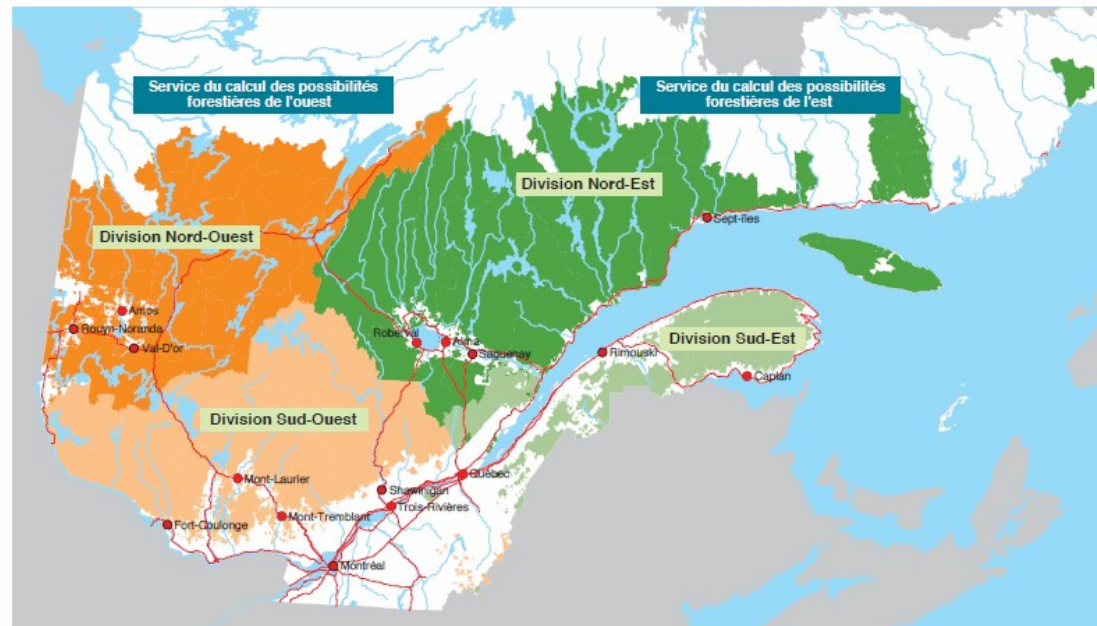 Service du calcul des possibilités
forestières de l'ouest
Service du calcul des possibilités
forestières de l'est
Division Nord-Est
Sept-îles
Division Nord-Ouest
Amos
Rouyn-Noranda
Val-D'or
Roberval
Alma
Saguenay
Division Sud-Est
Rimouski
Caplan
Division Sud-Ouest
Mont-Laurier
Québec
Shawinigan
Trois-Rivières
Mont-Tremblant
Fort-Coulonge
Montréal